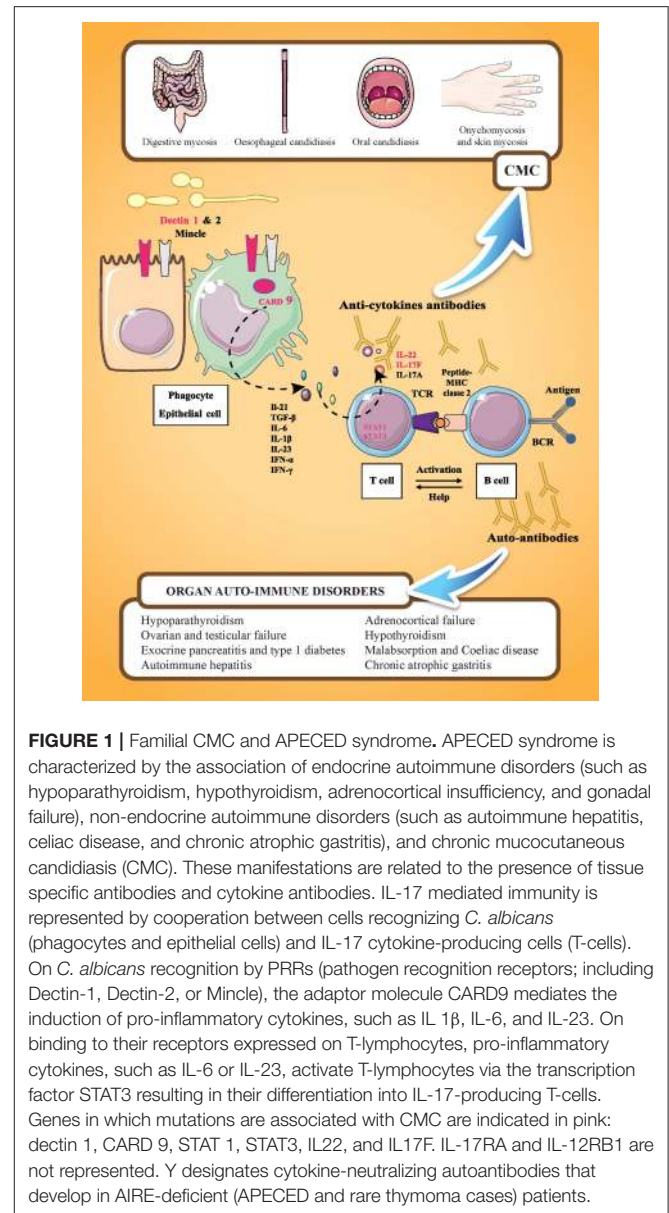 Digestive mycosis
Oesophageal candidiasis
Oral candidiasis
Onychomycosis
and skin mycosis
CMC
Dectin 1 & 2
Mincle
CARD 9
Anti-cytokines antibodies
IL-22
IL-17F
IL-17A
Peptide-
MHC
classe 2
TCR
Antigen
BCR
Phagocyte
Epithelial cell
Il-21
TGF-β
IL-6
IL-1β
IL-23
IFN-α
IFN-γ
STAT1
STAT3
T cell
Activation
Help
B cell
Auto-antibodies
ORGAN AUTO-IMMUNE DISORDERS
Hypoparathyroidism
Ovarian and testicular failure
Exocrine pancreatitis and type 1 diabetes
Autoimmune hepatitis
Adrenocortical failure
Hypothyroidism
Malabsorption and Coeliac disease
Chronic atrophic gastritis
FIGURE 1 | Familial CMC and APECED syndrome. APECED syndrome is
characterized by the association of endocrine autoimmune disorders (such as
hypoparathyroidism, hypothyroidism, adrenocortical insufficiency, and gonadal
failure), non-endocrine autoimmune disorders (such as autoimmune hepatitis,
celiac disease, and chronic atrophic gastritis), and chronic mucocutaneous
candidiasis (CMC). These manifestations are related to the presence of tissue
specific antibodies and cytokine antibodies. IL-17 mediated immunity is
represented by cooperation between cells recognizing C. albicans
(phagocytes and epithelial cells) and IL-17 cytokine-producing cells (T-cells).
On C. albicans recognition by PRRs (pathogen recognition receptors; including
Dectin-1, Dectin-2, or Mincle), the adaptor molecule CARD9 mediates the
induction of pro-inflammatory cytokines, such as IL 1β, IL-6, and IL-23. On
binding to their receptors expressed on T-lymphocytes, pro-inflammatory
cytokines, such as IL-6 or IL-23, activate T-lymphocytes via the transcription
factor STAT3 resulting in their differentiation into IL-17-producing T-cells.
Genes in which mutations are associated with CMC are indicated in pink:
dectin 1, CARD 9, STAT 1, STAT3, IL22, and IL17F. IL-17RA and IL-12RB1 are
not represented. Y designates cytokine-neutralizing autoantibodies that
develop in AIRE-deficient (APECED and rare thymoma cases) patients.